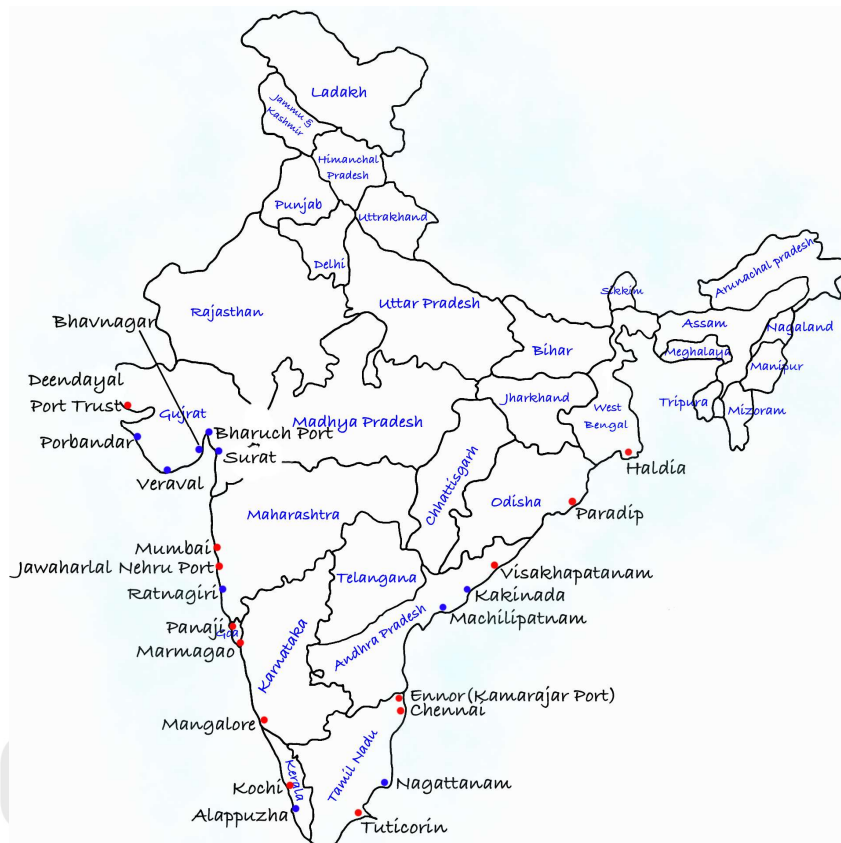 Ladakh
Jammu &
Kashmir
Himanchal
Pradesh
Punjab
Uttrakhand
Delhi
Rajasthan
Uttar Pradesh
Sikkim
Arunachal pradesh
Assam
Nagaland
Meghalaya
Manipur
Tripura
Mizoram
Bihar
Jharkhand
West
Bengal
Bhavnagar
Deendayal
Port Trust
Gujrat
Porbandar
Bharuch Port
Surat
Veraval
Madhya Pradesh
Chhattisgarh
Odisha
Haldia
Paradip
Maharashtra
Mumbai
Jawaharlal Nehru Port
Ratnagiri
Telangana
Visakhapatanam
Kakinada
Machilipatnam
Andhra Pradesh
Panaji
Goa
Marmagao
Karnataka
Mangalore
Ennor (Kamarajar Port)
Chennai
Tamil Nadu
Kerala
Kochi
Alappuzha
Nagattanam
Tuticorin